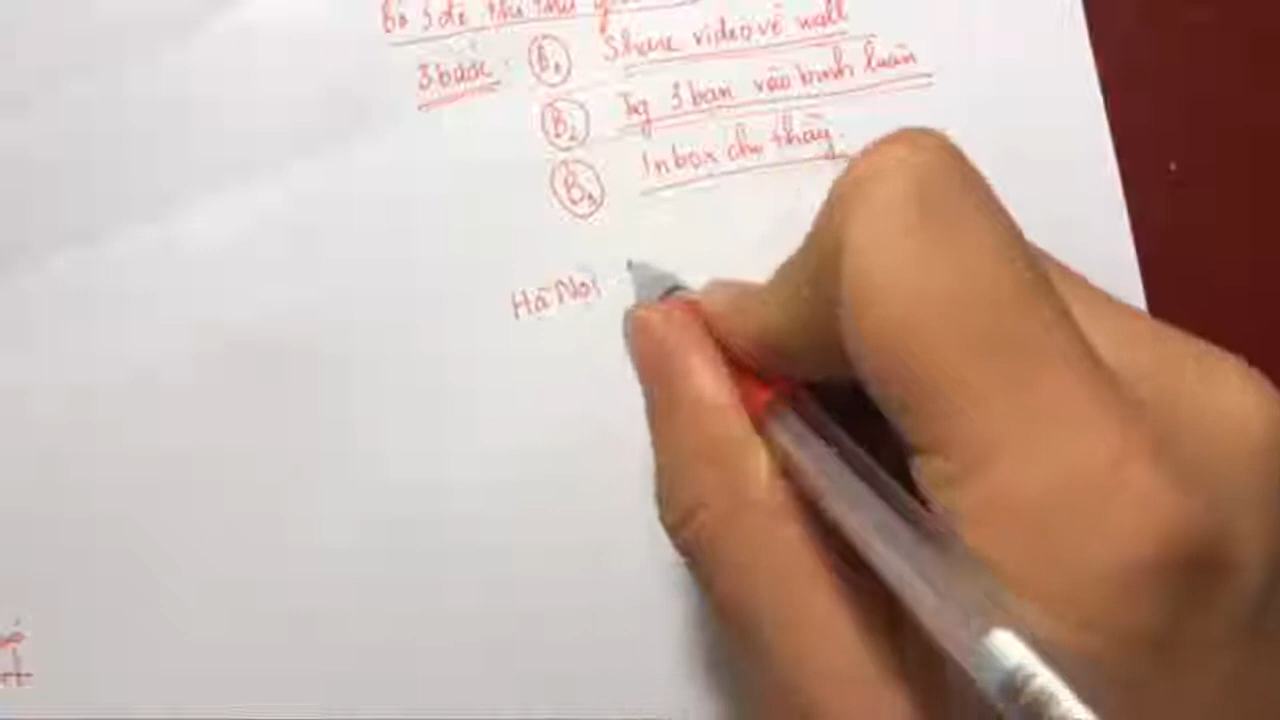 Bộ 3 đề thi thử
3 bước : B1 Share video về wall
B2 Tag 3 bạn vào bình luận
B3 Inbox cho thầy.
Hà Nội